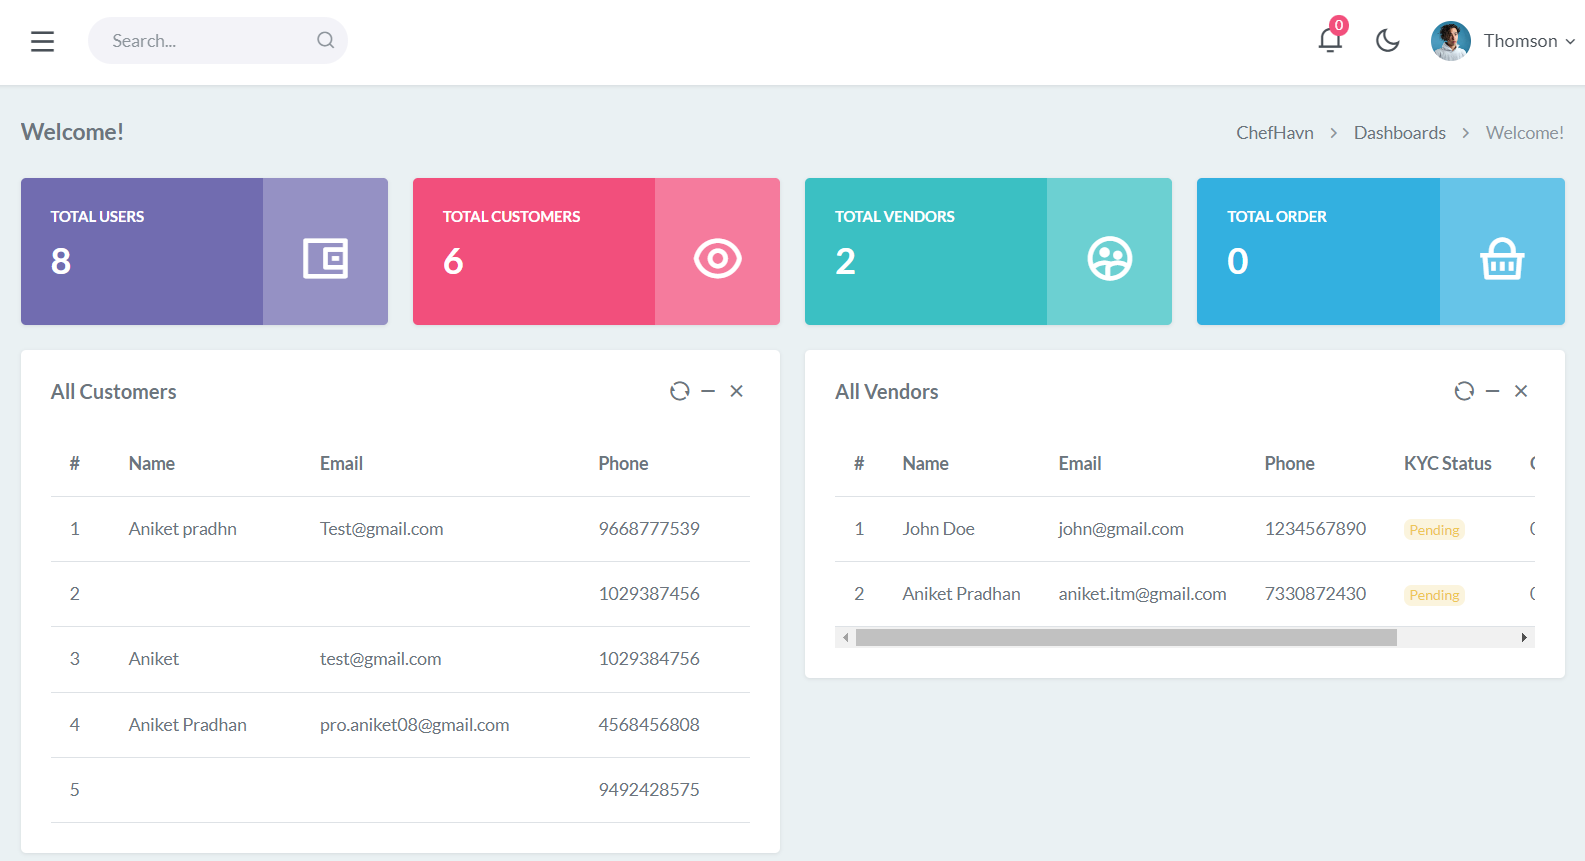 Search...
0
Thomson
Welcome!
ChefHavn > Dashboards > Welcome!
TOTAL USERS
8
TOTAL CUSTOMERS
6
TOTAL VENDORS
2
TOTAL ORDER
0
All Customers
# Name Email Phone
1 Aniket pradhn Test@gmail.com 9668777539
2 1029387456
3 Aniket test@gmail.com 1029384756
4 Aniket Pradhan pro.aniket08@gmail.com 4568456808
5 9492428575
All Vendors
# Name Email Phone KYC Status
1 John Doe john@gmail.com 1234567890 Pending
2 Aniket Pradhan aniket.itm@gmail.com 7330872430 Pending